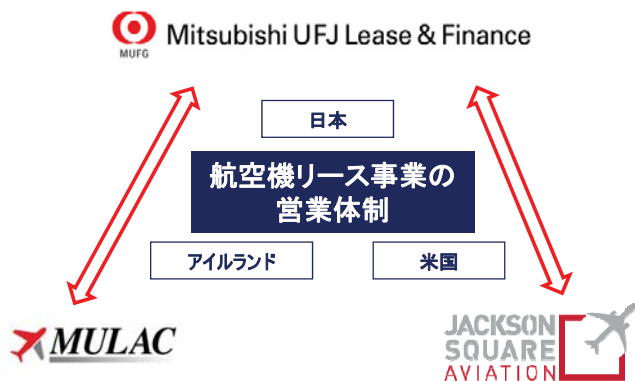 MUFG
Mitsubishi UFJ Lease & Finance
日本
航空機リース事業の
営業体制
アイルランド
米国
MULAC
JACKSON
SQUARE
AVIATION